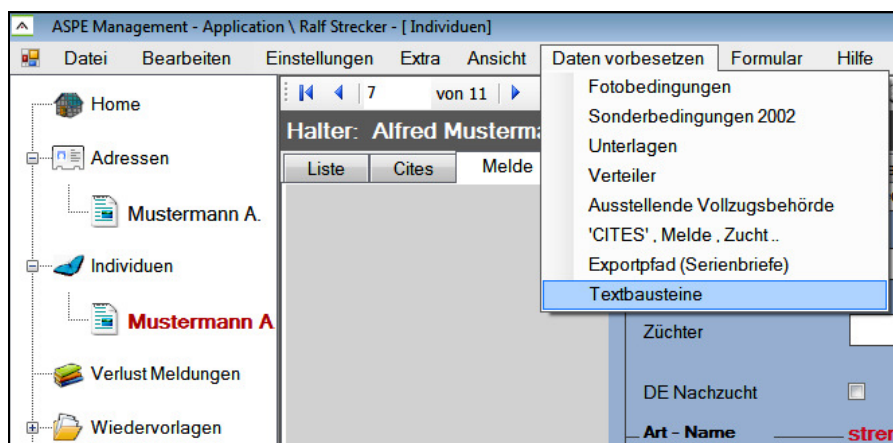 ASPE Management - Application \ Ralf Strecker - [ Individuen]
Datei Bearbeiten Einstellungen Extra Ansicht Daten vorbesetzen Formular Hilfe
7 von 11
Halter: Alfred
Liste Cites Melde
Home
Adressen
Mustermann A.
Individuen
Mustermann A
Verlust Meldungen
Wiedervorlagen
Fotobedingungen
Sonderbedingungen 2002
Unterlagen
Verteiler
Ausstellende Vollzugsbehörde
'CITES' , Melde , Zucht ..
Exportpfad (Serienbriefe)
Textbausteine
Züchter
DE Nachzucht
Art - Name